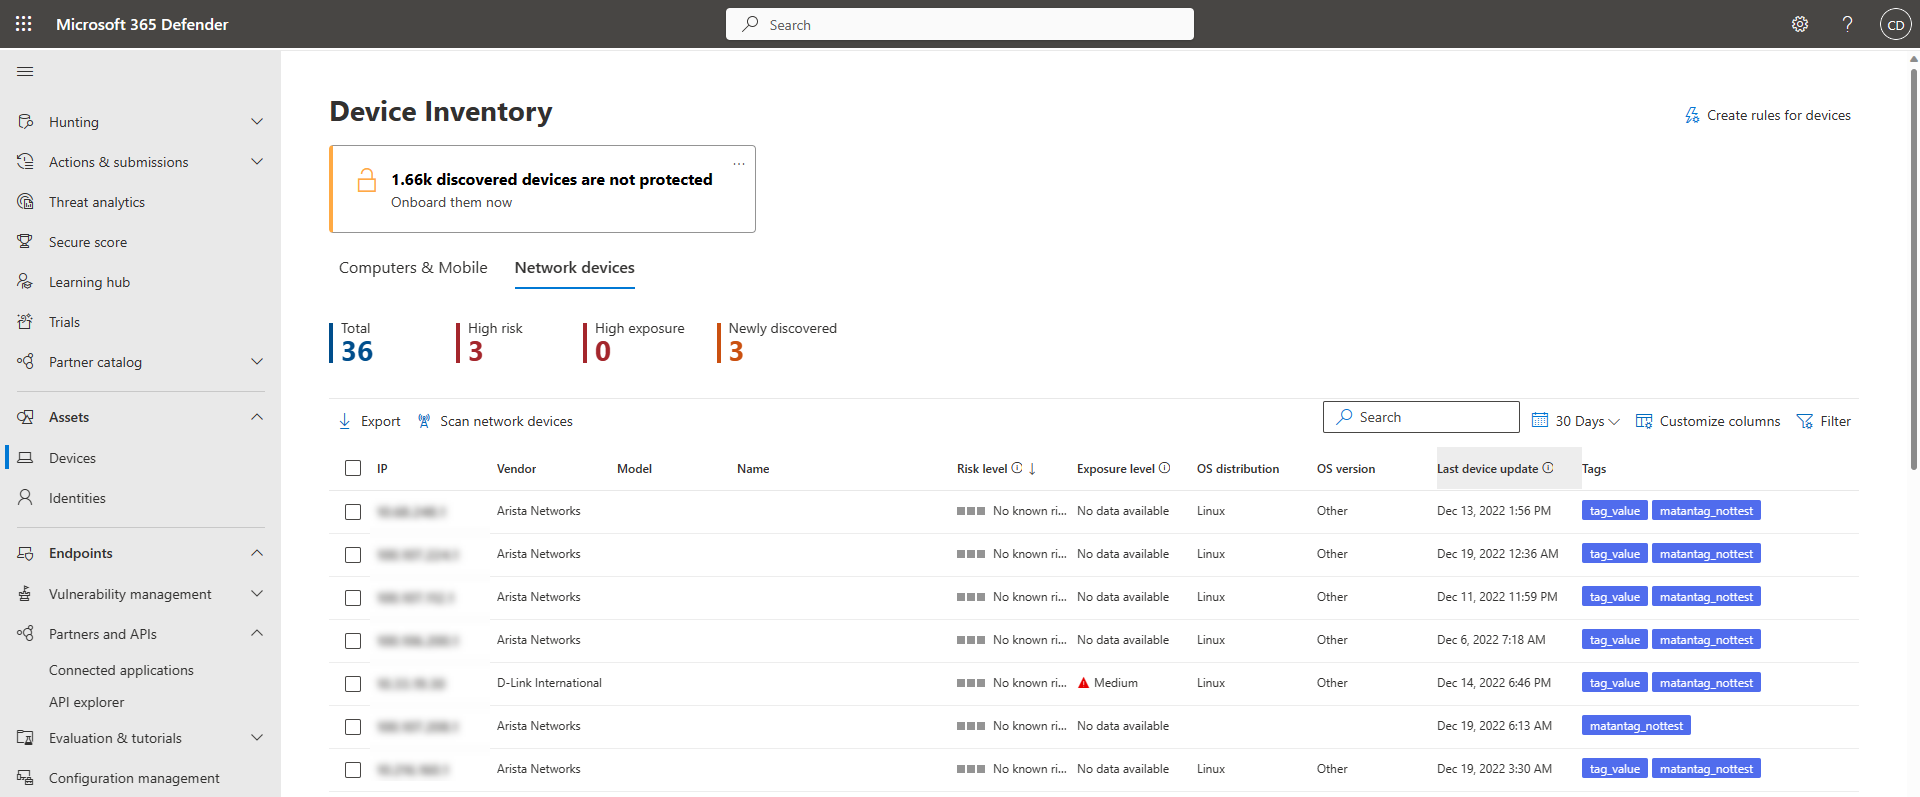 Microsoft 365 Defender
Search
?
CD
Hunting
Actions & submissions
Threat analytics
Secure score
Learning hub
Trials
Partner catalog
Assets
Devices
Identities
Endpoints
Vulnerability management
Partners and APIs
Connected applications
API explorer
Evaluation & tutorials
Configuration management
Device Inventory
Create rules for devices
...
1.66k discovered devices are not protected
Onboard them now
Computers & Mobile Network devices
Total High risk High exposure Newly discovered
36 3 0 3
Export Scan network devices Search 30 Days Customize columns Filter
IP Vendor Model Name Risk level Exposure level OS distribution OS version Last device update Tags
Arista Networks No known ri... No data available Linux Other Dec 13, 2022 1:56 PM tag_value matantag_nottest
Arista Networks No known ri... No data available Linux Other Dec 19, 2022 12:36 AM tag_value matantag_nottest
Arista Networks No known ri... No data available Linux Other Dec 11, 2022 11:59 PM tag_value matantag_nottest
Arista Networks No known ri... No data available Linux Other Dec 6, 2022 7:18 AM tag_value matantag_nottest
D-Link International No known ri... Medium Linux Other Dec 14, 2022 6:46 PM tag_value matantag_nottest
Arista Networks No known ri... No data available Dec 19, 2022 6:13 AM matantag_nottest
Arista Networks No known ri... No data available Linux Other Dec 19, 2022 3:30 AM tag_value matantag_nottest